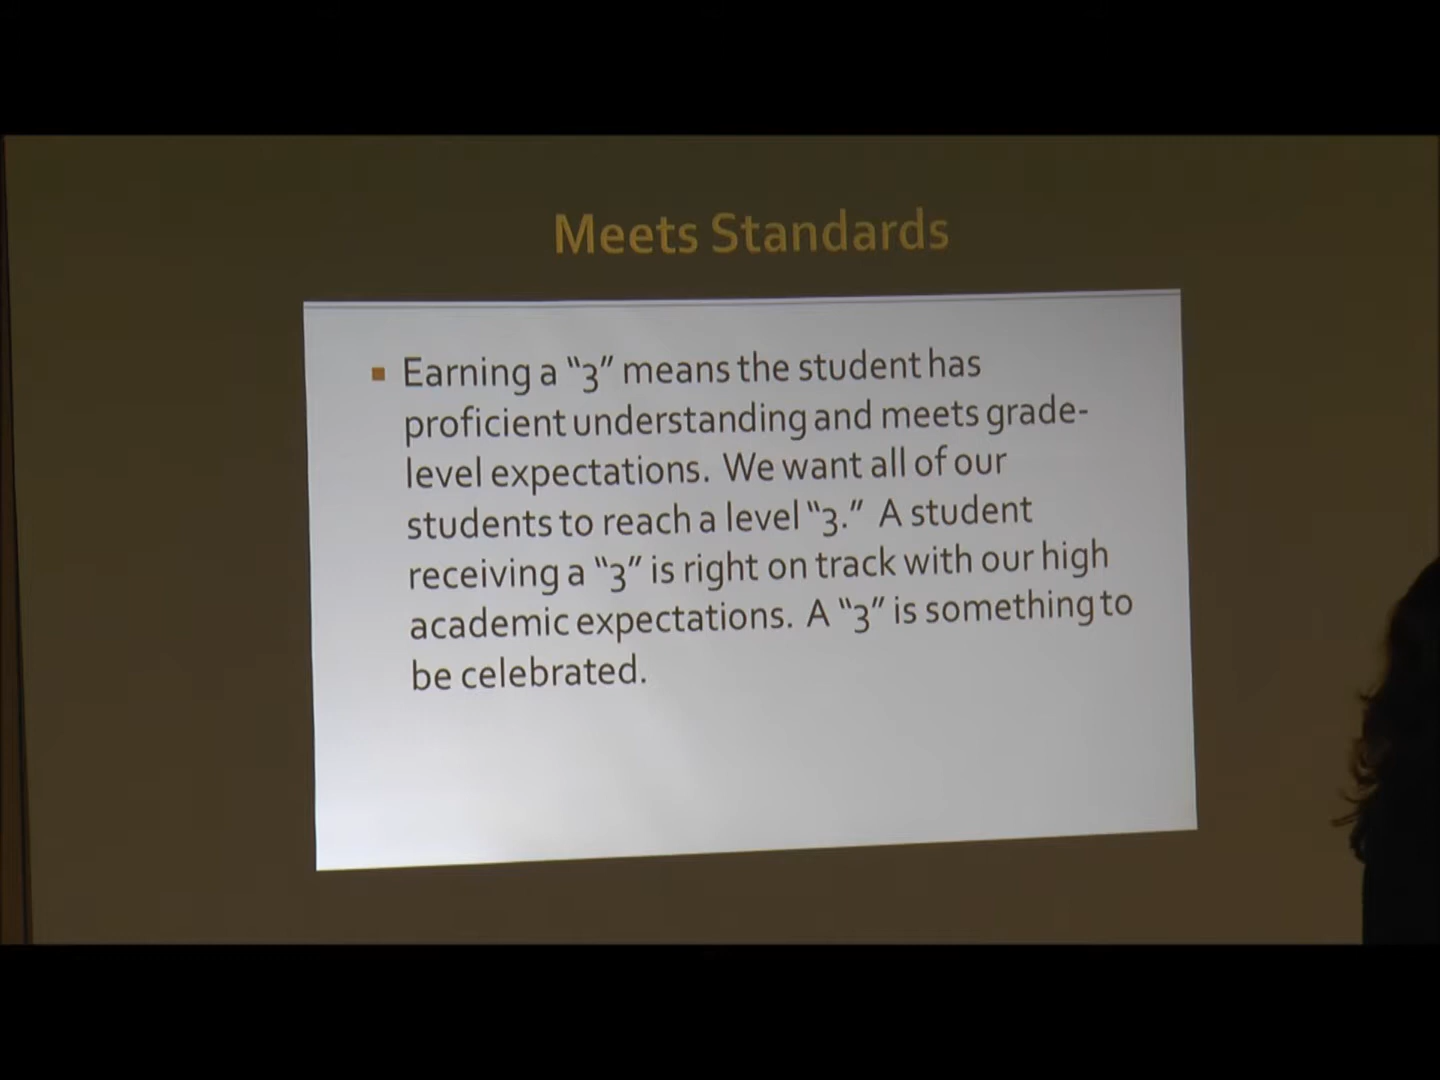 Meets Standards
▪ Earning a “3” means the student has
proficient understanding and meets grade-
level expectations. We want all of our
students to reach a level “3.” A student
receiving a “3” is right on track with our high
academic expectations. A “3” is something to
be celebrated.